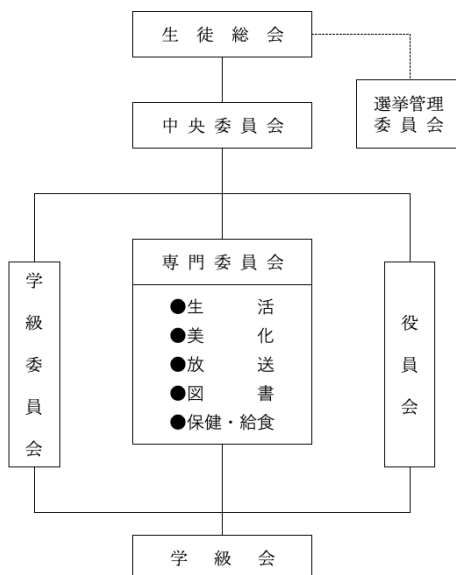 生徒総会
選挙管理
委員会
中央委員会
学級委員会
専門委員会
●生活
●美化
●放送
●図書
●保健・給食
役員会
学級会